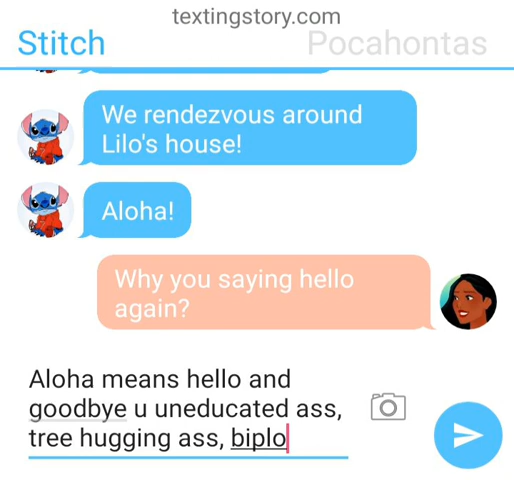 textingstory.com
Stitch
Pocahontas
We rendezvous around
Lilo's house!
Aloha!
Why you saying hello
again?
Aloha means hello and
goodbye u uneducated ass,
tree hugging ass, biplo